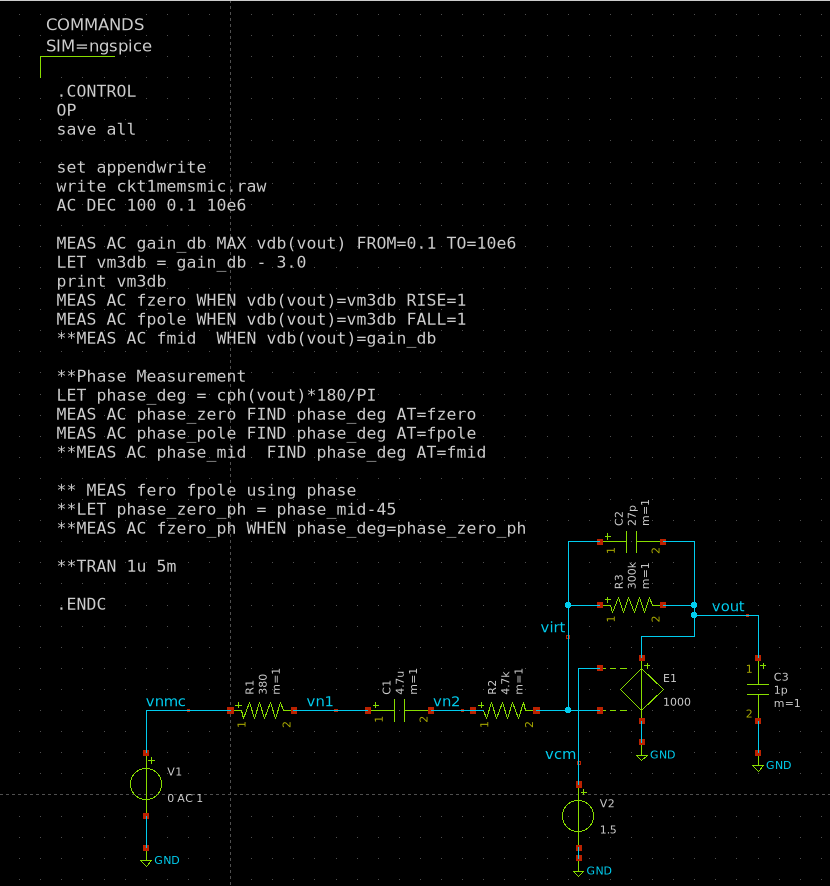 COMMANDS
SIM=ngspice
.CONTROL
OP
save all
set appendwrite
write ckt1memsmic.raw
AC DEC 100 0.1 10e6
MEAS AC gain_db MAX vdb(vout) FROM=0.1 TO=10e6
LET vm3db = gain_db - 3.0
print vm3db
MEAS AC fzero WHEN vdb(vout)=vm3db RISE=1
MEAS AC fpole WHEN vdb(vout)=vm3db FALL=1
**MEAS AC fmid  WHEN vdb(vout)=gain_db
**Phase Measurement
LET phase_deg = cph(vout)*180/PI
MEAS AC phase_zero FIND phase_deg AT=fzero
MEAS AC phase_pole FIND phase_deg AT=fpole
**MEAS AC phase_mid  FIND phase_deg AT=fmid
** MEAS fero fpole using phase
**LET phase_zero_ph = phase_mid-45
**MEAS AC fzero_ph WHEN phase_deg=phase_zero_ph
**TRAN 1u 5m
.ENDC
C2
27p
m=1
+
1
2
R3
300k
m=1
+
1
2
virt
vout
E1
1000
+
GND
C3
1p
m=1
1
+
2
GND
vnmc
R1
380
m=1
+
1
2
vn1
C1
4.7u
m=1
+
1
2
vn2
R2
4.7k
m=1
+
1
2
vcm
V1
0 AC 1
+
GND
V2
1.5
+
GND